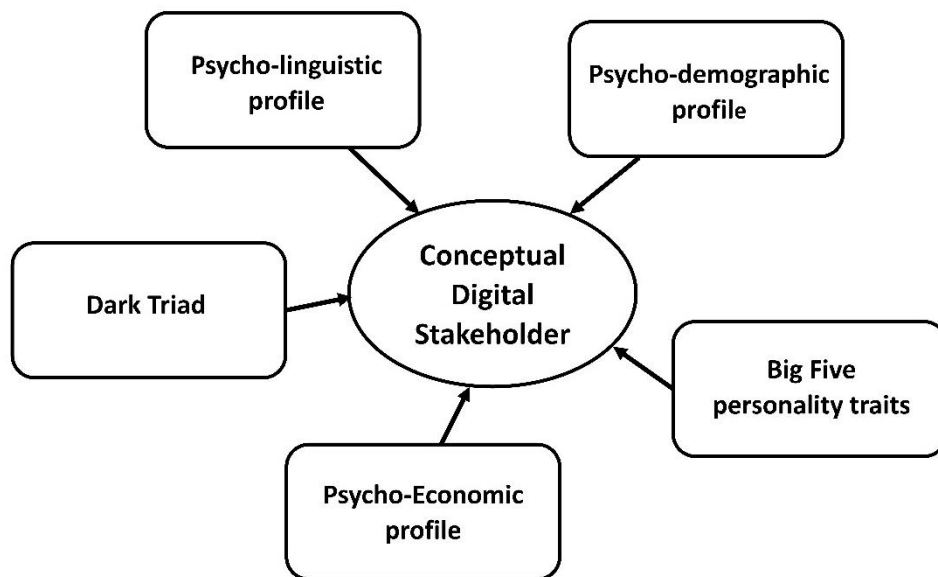 Psycho-linguistic
profile
Psycho-demographic
profile
Conceptual
Digital
Stakeholder
Dark Triad
Big Five
personality traits
Psycho-Economic
profile